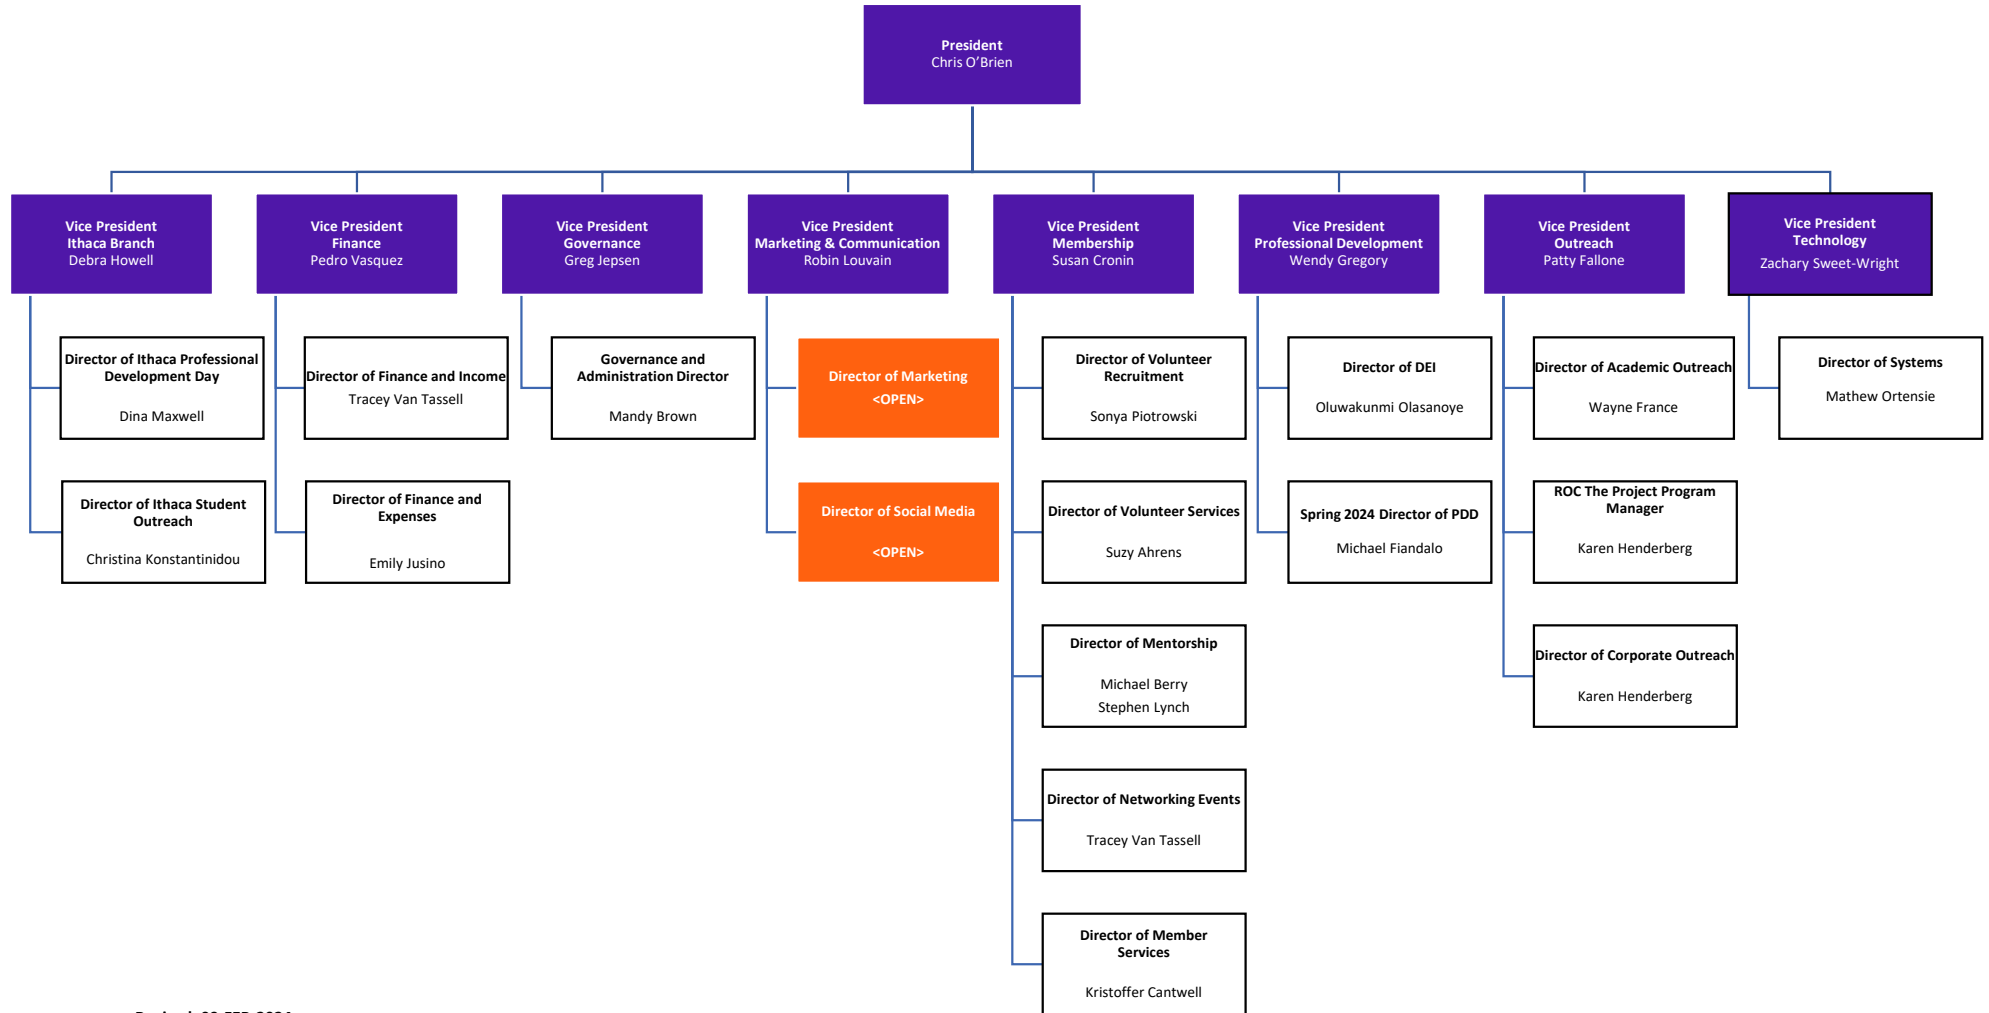 President
Chris O’Brien
Vice President
Ithaca Branch
Debra Howell
Vice President
Finance
Pedro Vasquez
Vice President
Governance
Greg Jepsen
Vice President
Marketing & Communication
Robin Louvain
Vice President
Membership
Susan Cronin
Vice President
Professional Development
Wendy Gregory
Vice President
Outreach
Patty Fallone
Vice President
Technology
Zachary Sweet-Wright
Director of Ithaca Professional
Development Day
Dina Maxwell
Director of Finance and Income
Tracey Van Tassell
Governance and
Administration Director
Mandy Brown
Director of Marketing
<OPEN>
Director of Volunteer
Recruitment
Sonya Piotrowski
Director of DEI
Oluwakunmi Olasanoye
Director of Academic Outreach
Wayne France
Director of Systems
Mathew Ortensie
Director of Ithaca Student
Outreach
Christina Konstantinidou
Director of Finance and
Expenses
Emily Jusino
Director of Social Media
<OPEN>
Director of Volunteer Services
Suzy Ahrens
Spring 2024 Director of PDD
Michael Fiandalo
ROC The Project Program
Manager
Karen Henderberg
Director of Mentorship
Michael Berry
Stephen Lynch
Director of Corporate Outreach
Karen Henderberg
Director of Networking Events
Tracey Van Tassell
Director of Member
Services
Kristoffer Cantwell